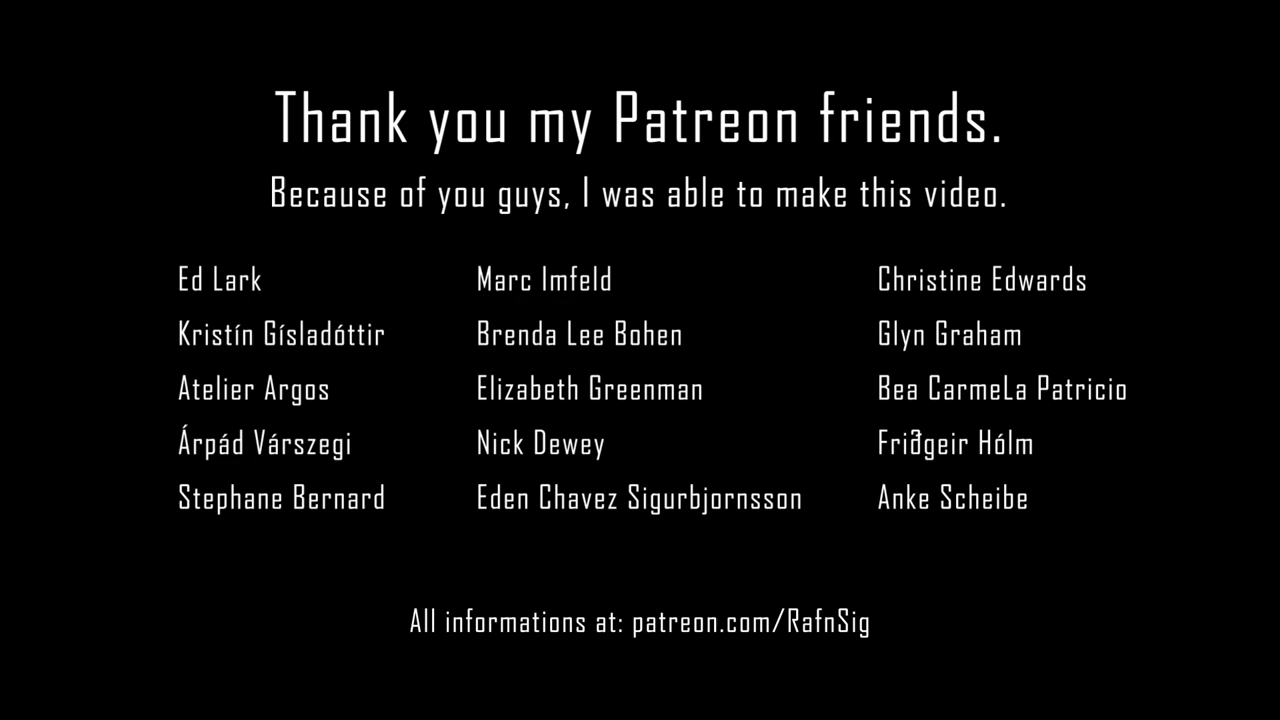 Thank you my Patreon friends.
Because of you guys, I was able to make this video.
Ed Lark
Kristín Gísladóttir
Atelier Argos
Árpád Várszegi
Stephane Bernard
Marc Imfeld
Brenda Lee Bohen
Elizabeth Greenman
Nick Dewey
Eden Chavez Sigurbjornsson
Christine Edwards
Glyn Graham
Bea CarmeLa Patricio
Friðgeir Hólm
Anke Scheibe
All informations at: patreon.com/RafnSig